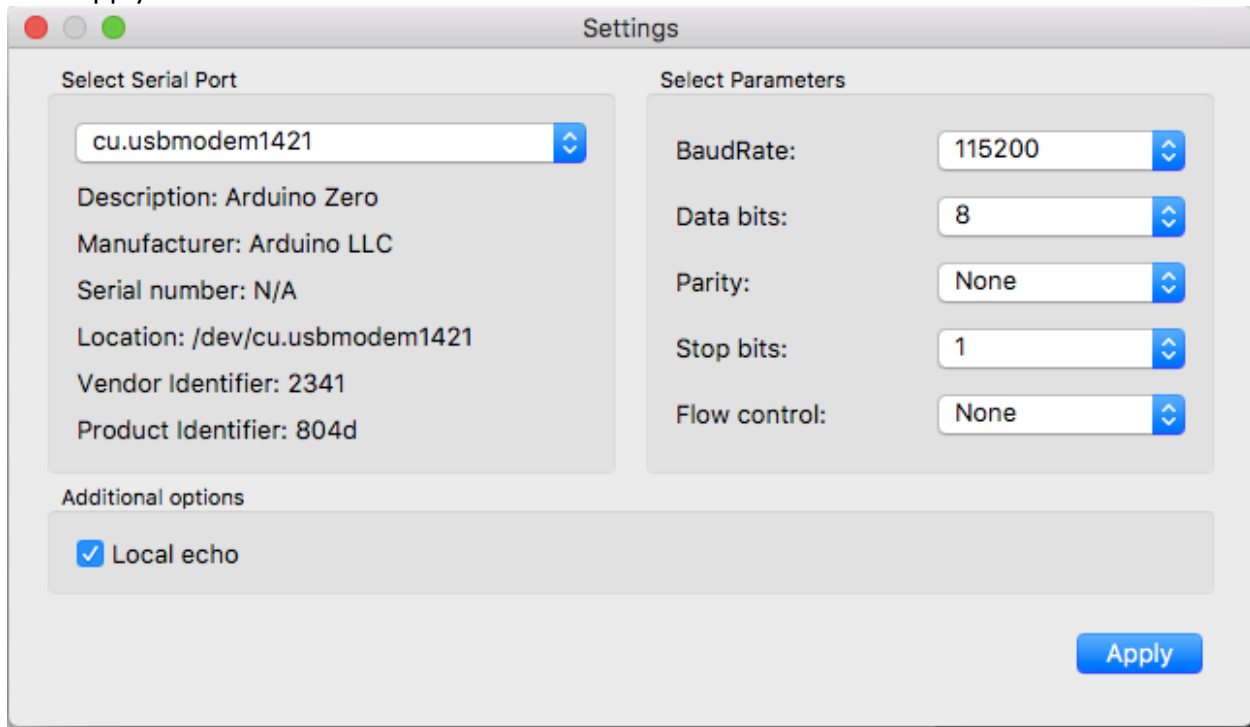 Apply
Settings
Select Serial Port
cu.usbmodem1421
Description: Arduino Zero
Manufacturer: Arduino LLC
Serial number: N/A
Location: /dev/cu.usbmodem1421
Vendor Identifier: 2341
Product Identifier: 804d
Select Parameters
BaudRate: 115200
Data bits: 8
Parity: None
Stop bits: 1
Flow control: None
Additional options
Local echo
Apply